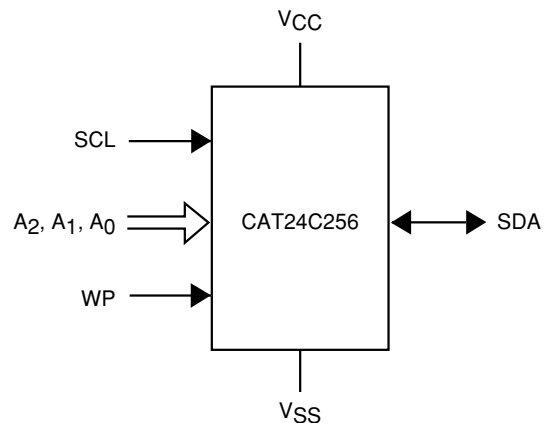 VCC
SCL
A2, A1, A0
CAT24C256
SDA
WP
VSS